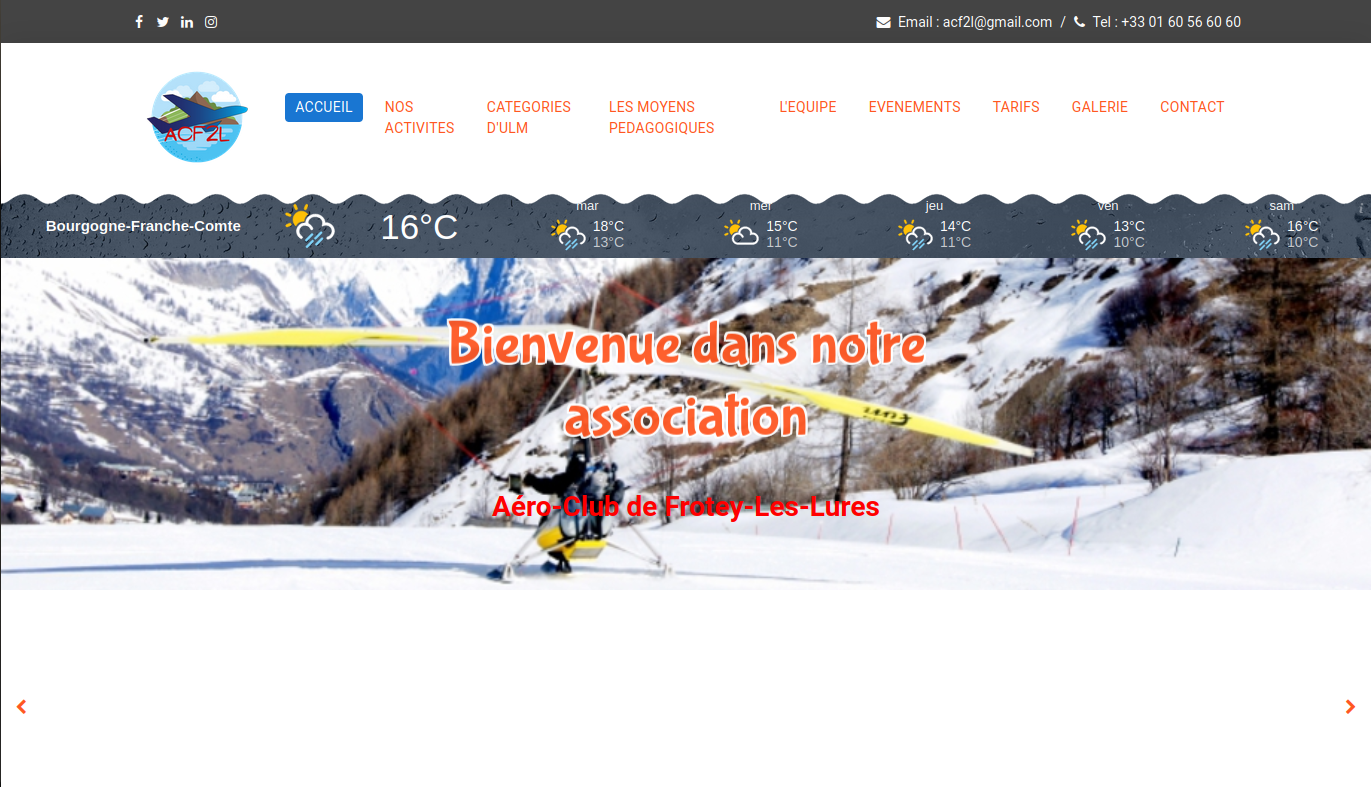 Email : acf2l@gmail.com / Tel : +33 01 60 56 60 60
ACF2L
ACCUEIL
NOS
ACTIVITES
CATEGORIES
D'ULM
LES MOYENS
PEDAGOGIQUES
L'EQUIPE
EVENEMENTS
TARIFS
GALERIE
CONTACT
Bourgogne-Franche-Comte
16°C
mar
18°C
13°C
mer
15°C
11°C
jeu
14°C
11°C
ven
13°C
10°C
sam
16°C
10°C
Bienvenue dans notre
association
Aéro-Club de Frotey-Les-Lures